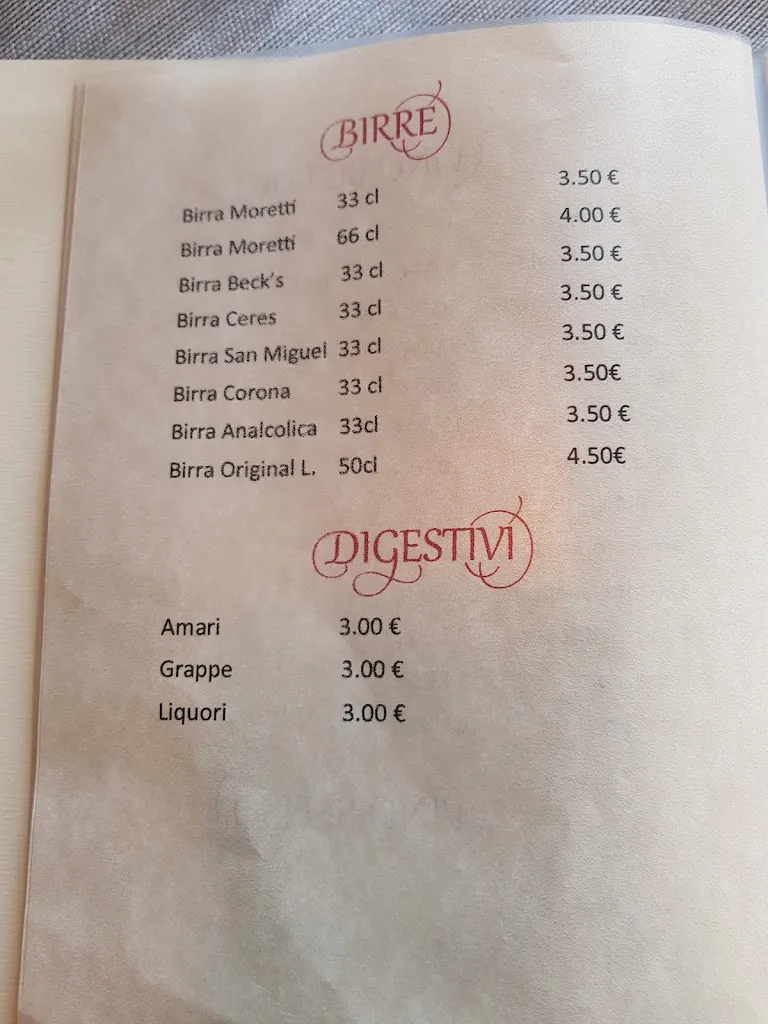 BIRRE
Birra Moretti 33 cl 3.50 €
Birra Moretti 66 cl 4.00 €
Birra Beck's 33 cl 3.50 €
Birra Ceres 33 cl 3.50 €
Birra San Miguel 33 cl 3.50 €
Birra Corona 33 cl 3.50€
Birra Analcolica 33cl 3.50 €
Birra Original L. 50cl 4.50€
DIGESTIVI
Amari 3.00 €
Grappe 3.00 €
Liquori 3.00 €